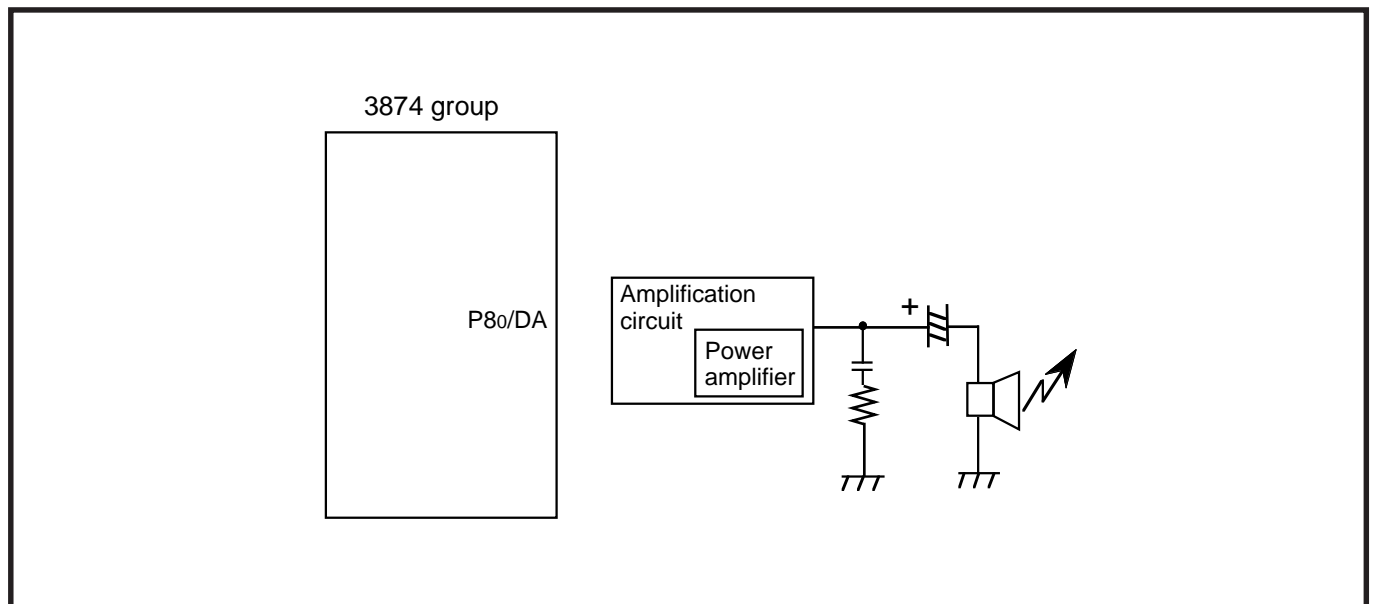 3874 group
P80/DA
Amplification
circuit
Power
amplifier
+